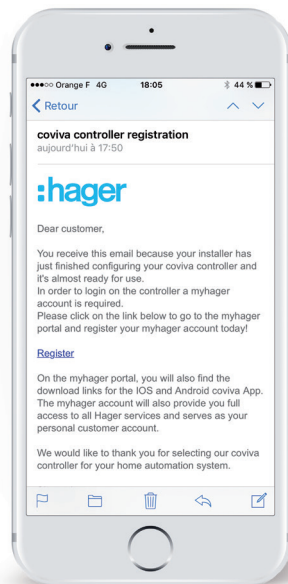 Orange F 4G 18:05 44 %
Retour
coviva controller registration
aujourd'hui à 17:50
:hager
Dear customer,
You receive this email because your installer has
just finished configuring your coviva controller and
it's almost ready for use.
In order to login on the controller a myhager
account is required.
Please click on the link below to go to the myhager
portal and register your myhager account today!
Register
On the myhager portal, you will also find the
download links for the IOS and Android coviva App.
The myhager account will also provide you full
access to all Hager services and serves as your
personal customer account.
We would like to thank you for selecting our coviva
controller for your home automation system.